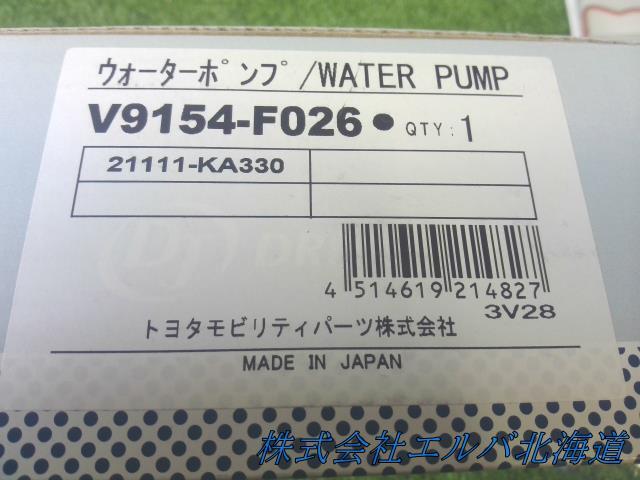 ウォーターポンプ/WATER PUMP
V9154-F026● QTY:1
21111-KA330
4 514619 214827
3V28
トヨタモビリティパーツ株式会社
MADE IN JAPAN
株式会社エルバ北海道